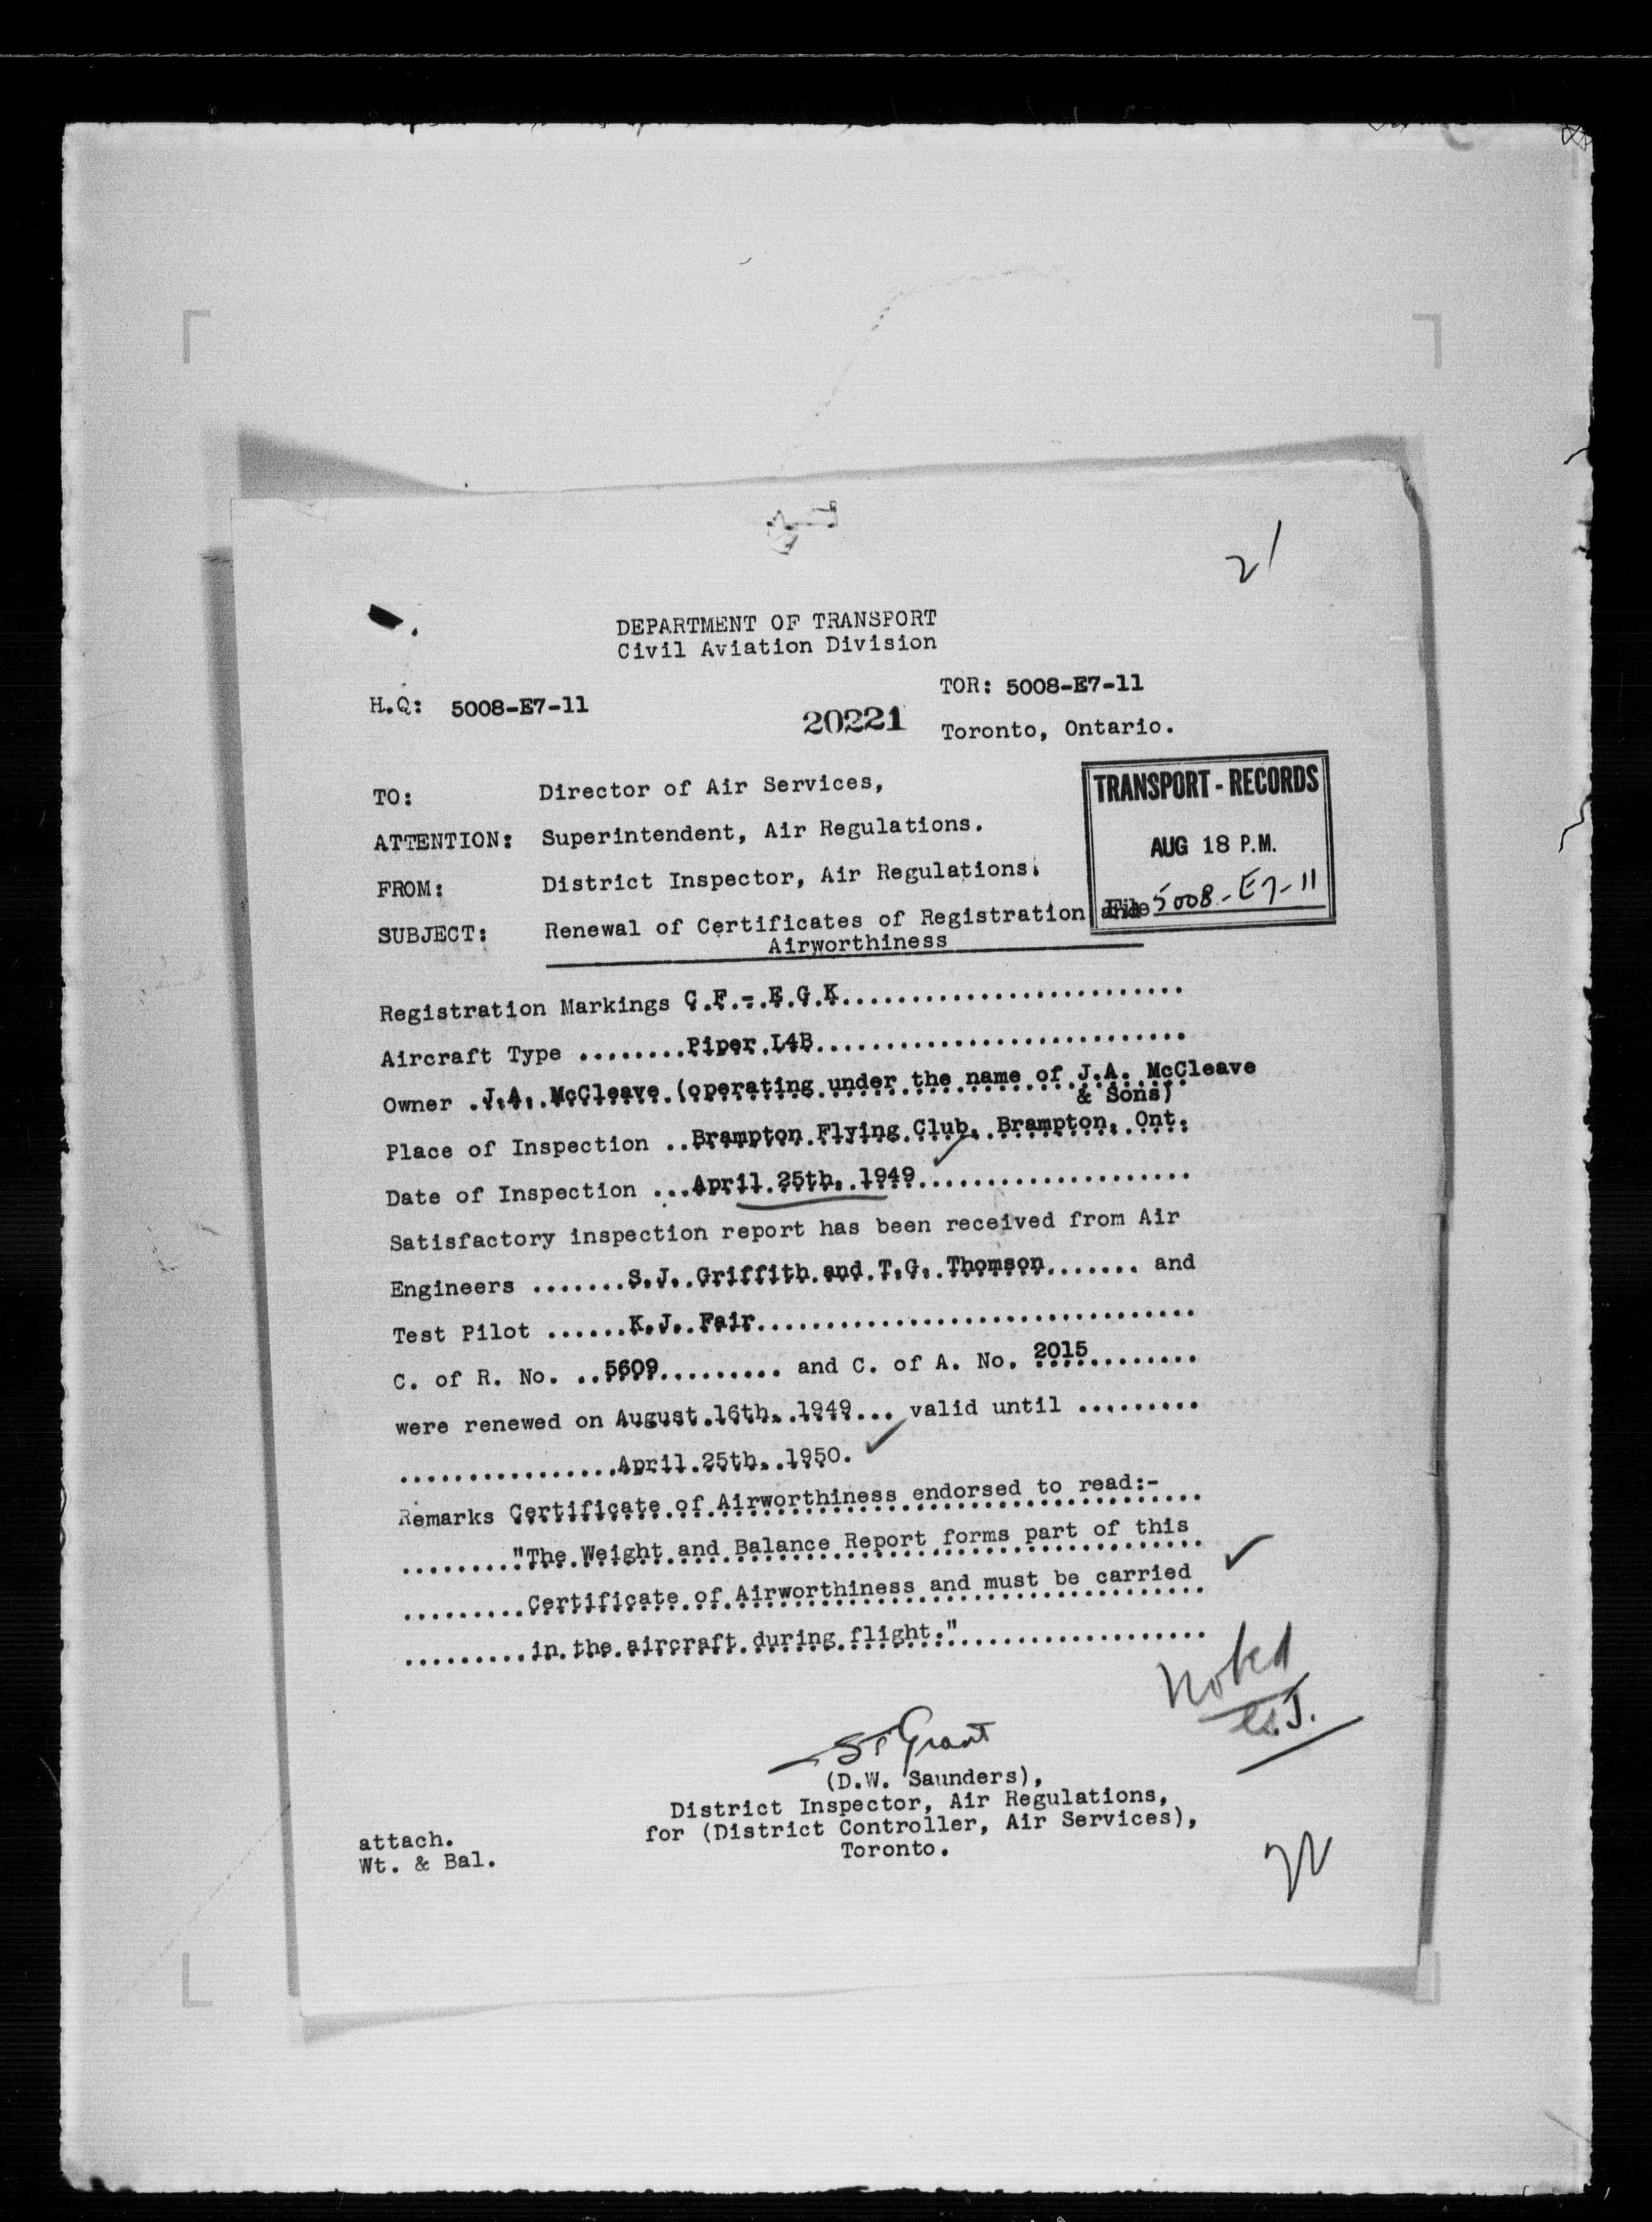 21
DEPARTMENT OF TRANSPORT
Civil Aviation Division
H.Q: 5008-E7-11
TOR: 5008-E7-11
20221
Toronto, Ontario.
TRANSPORT - RECORDS
AUG 18 P.M.
File 5008-E7-11
TO: Director of Air Services,
ATTENTION: Superintendent, Air Regulations.
FROM: District Inspector, Air Regulations.
SUBJECT: Renewal of Certificates of Registration and
Airworthiness
Registration Markings C.F.-.E.G.K..........................
Aircraft Type ........Piper L4B............................
Owner .J.A. McCleave (operating under the name of J.A. McCleave
& Sons)
Place of Inspection ..Brampton Flying Club, Brampton, Ont.
Date of Inspection ...April 25th, 1949.....................
Satisfactory inspection report has been received from Air
Engineers .......S.J. Griffith and T.G. Thomson....... and
Test Pilot ......K.J. Fair.................................
C. of R. No. ..5609.......... and C. of A. No. 2015............
were renewed on August 16th, 1949... valid until .........
................April 25th, 1950.
Remarks Certificate of Airworthiness endorsed to read:-
........."The Weight and Balance Report forms part of this
.........Certificate of Airworthiness and must be carried
..........in the aircraft during flight."...................
Noted
Grant
(D.W. Saunders),
District Inspector, Air Regulations,
for (District Controller, Air Services),
Toronto.
attach.
Wt. & Bal.